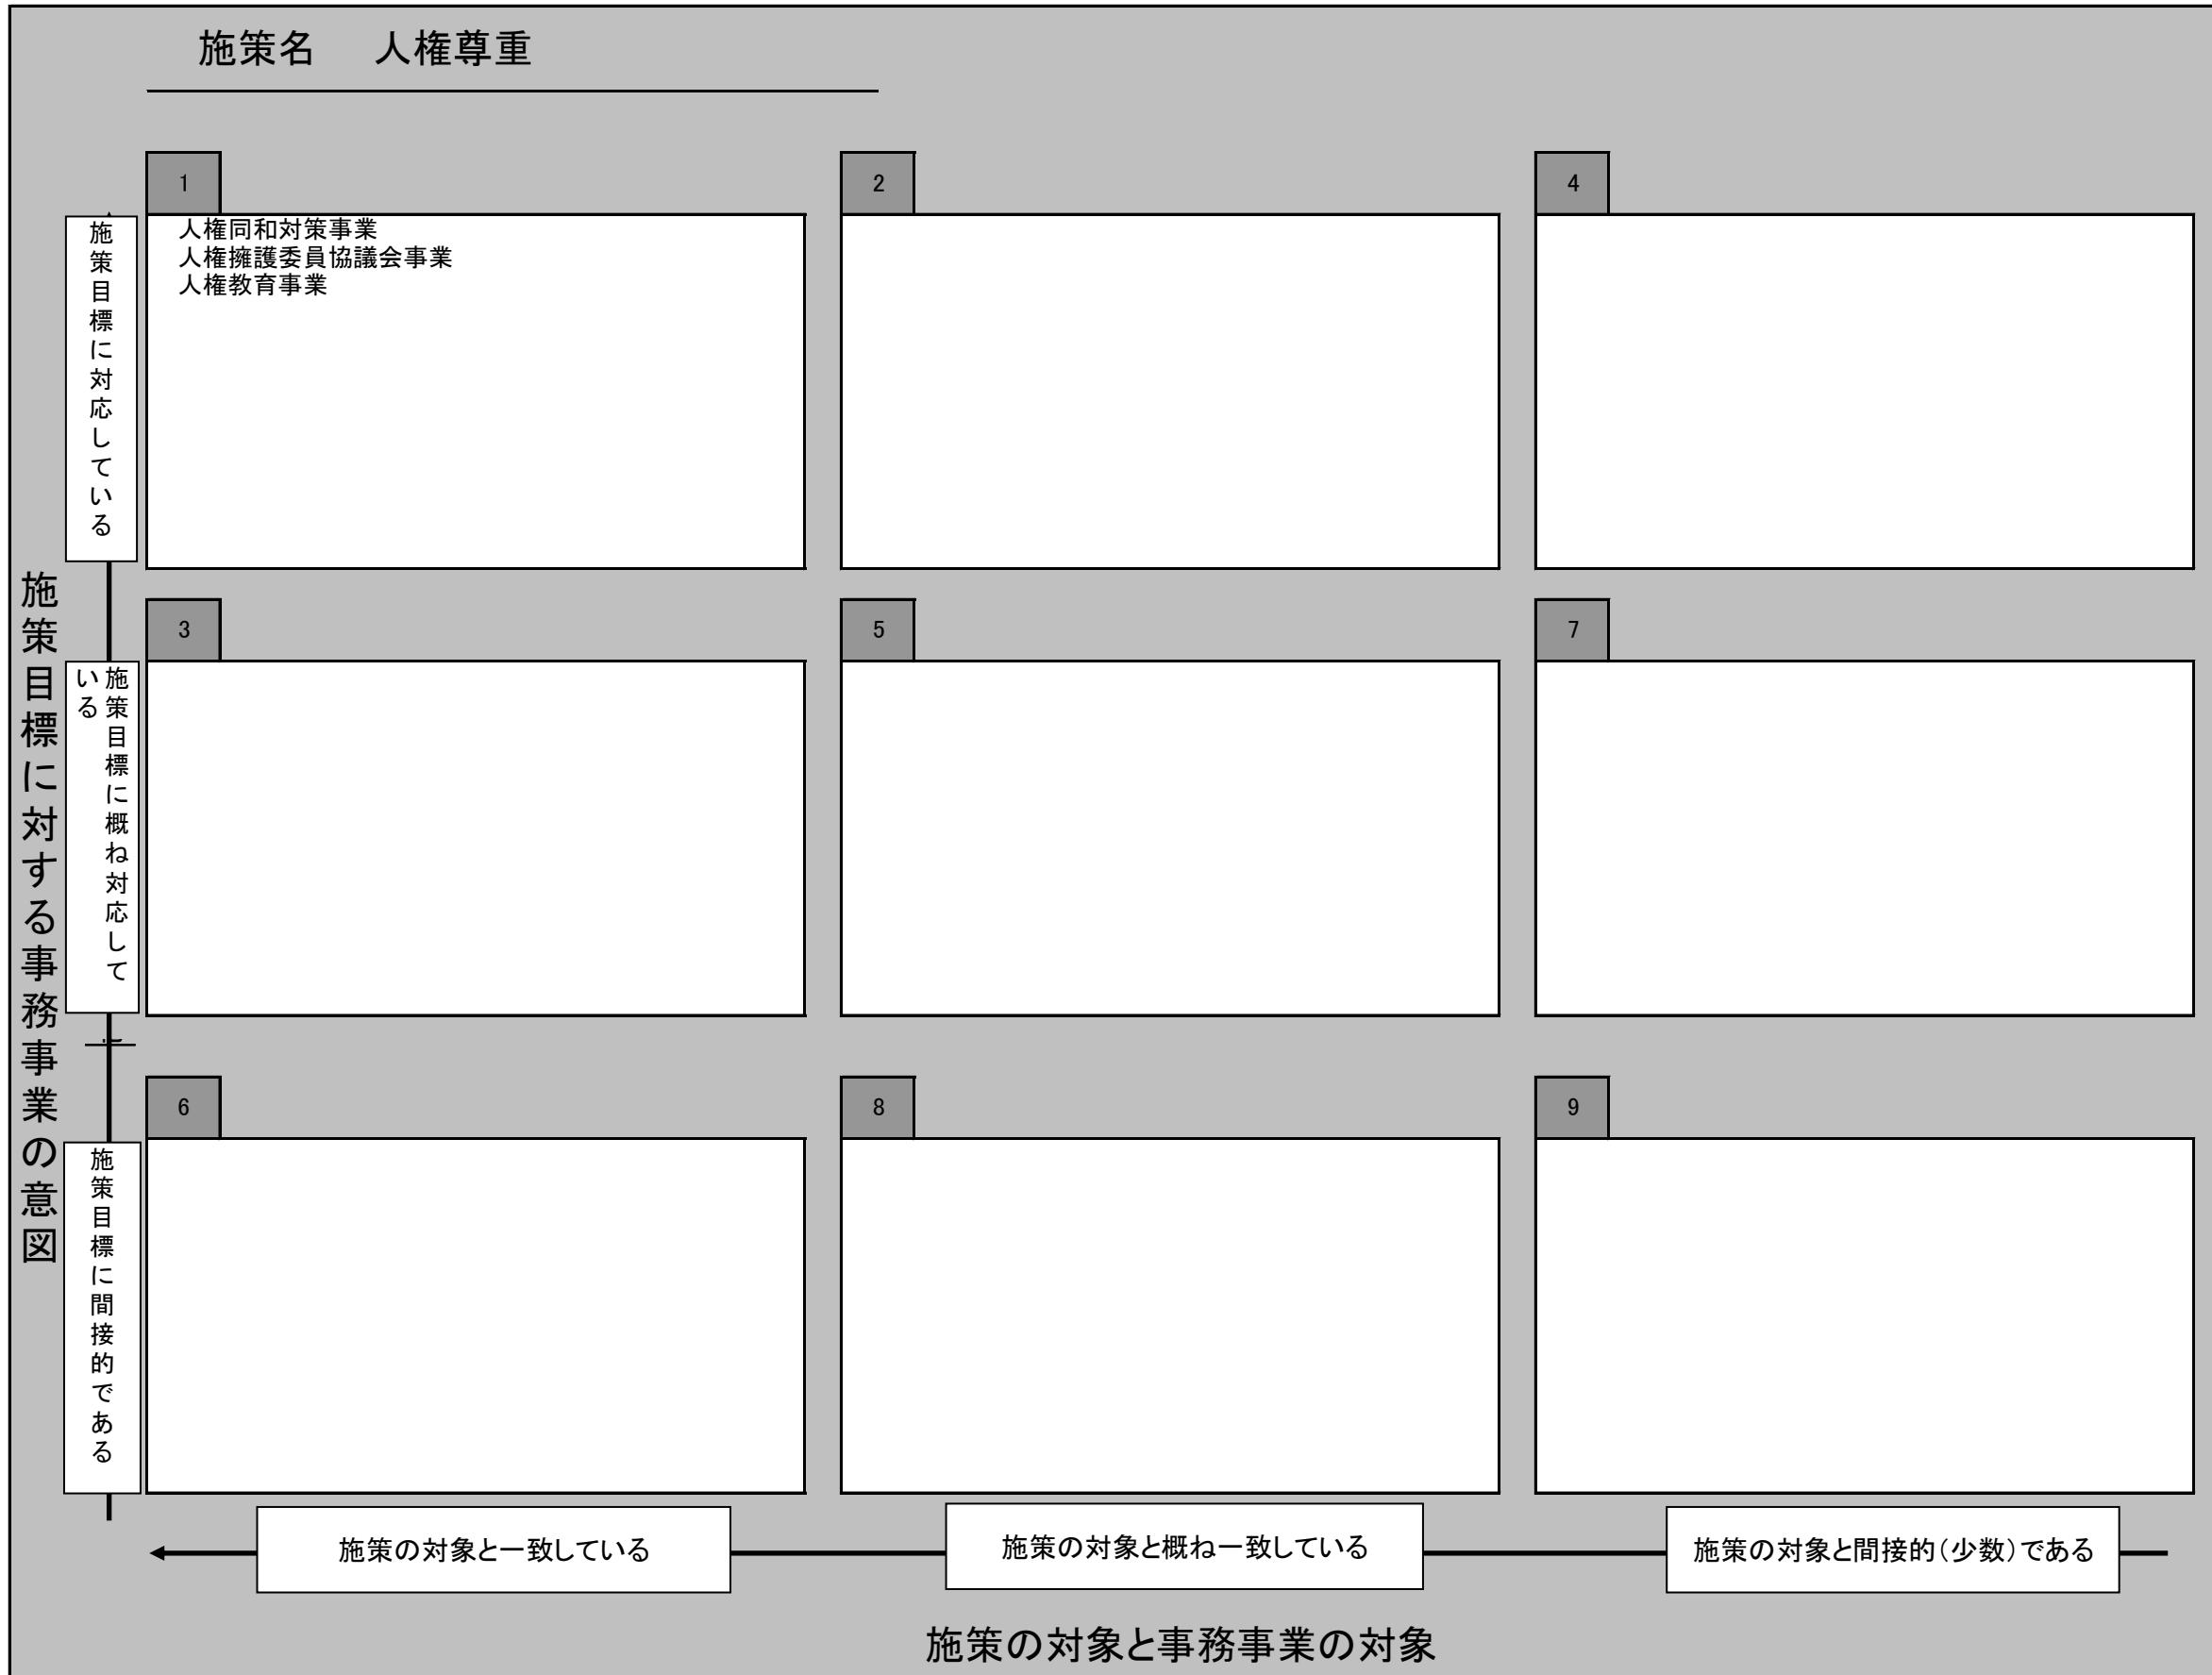 施策名　人権尊重
1
2
4
人権同和対策事業
人権擁護委員協議会事業
人権教育事業
施策目標に対応している
3
5
7
施策目標に概ね対応して
いる
施策目標に対する事務事業の意図
6
8
9
施策目標に間接的である
施策の対象と一致している
施策の対象と概ね一致している
施策の対象と間接的（少数）である
施策の対象と事務事業の対象